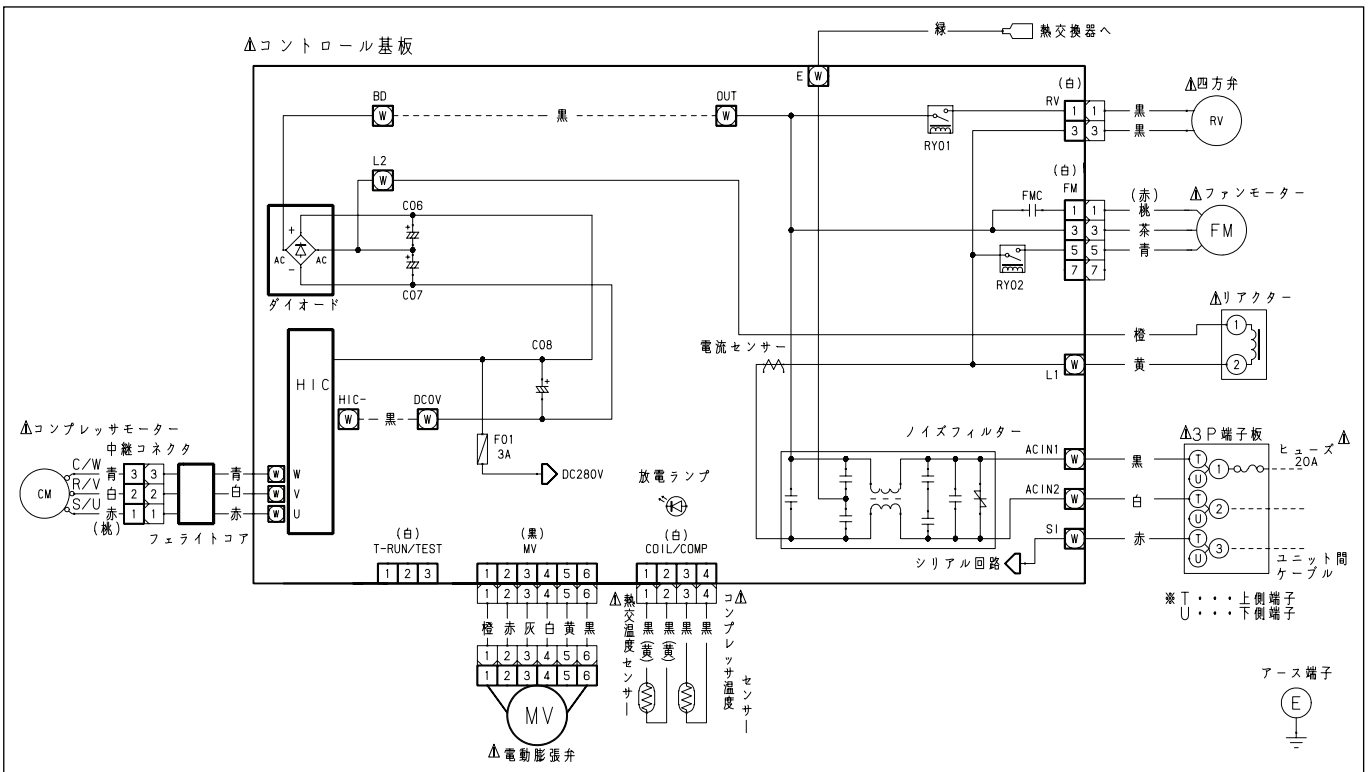 緑
熱交換器へ
⚠コントロール基板
E W
(白)
⚠四方弁
BD
OUT
RV
W
黒
W
1 1 黒
3 3 黒
RV
RY01
L2
W
(白)
FM
FMC
(赤)
⚠ファンモーター
1 1 桃
3 3 茶
5 5 青
7 7
FM
RY02
C06
+
+
AC AC
-
+
C07
ダイオード
⚠リアクター
1
橙
電流センサー
L1 W 黄
2
HIC
C08
+
HIC-
DC0V
W 黒 W
F01
3A
DC280V
⚠コンプレッサモーター
中継コネクタ
C/W
R/V
S/U
(桃)
CM
青 3 3 青 W W
白 2 2 白 W V
赤 1 1 赤 W U
フェライトコア
放電ランプ
ノイズフィルター
ACIN1
W 黒
ACIN2
W 白
SI
W 赤
シリアル回路
⚠3P端子板
ヒューズ ⚠
20A
T
U
1
T
U
2
T
U
3
ユニット間
ケーブル
※T・・・上側端子
U・・・下側端子
(白)
T-RUN/TEST
1 2 3
(黒)
MV
1 2 3 4 5 6
1 2 3 4 5 6
橙 赤 灰 白 黄 黒
1 2 3 4 5 6
1 2 3 4 5 6
MV
⚠電動膨張弁
(白)
COIL/COMP
1 2 3 4
1 2 3 4
⚠熱交温度センサー
黒(黄)
黒(黄)
黒
黒
⚠コンプレッサ温度
センサー
アース端子
E